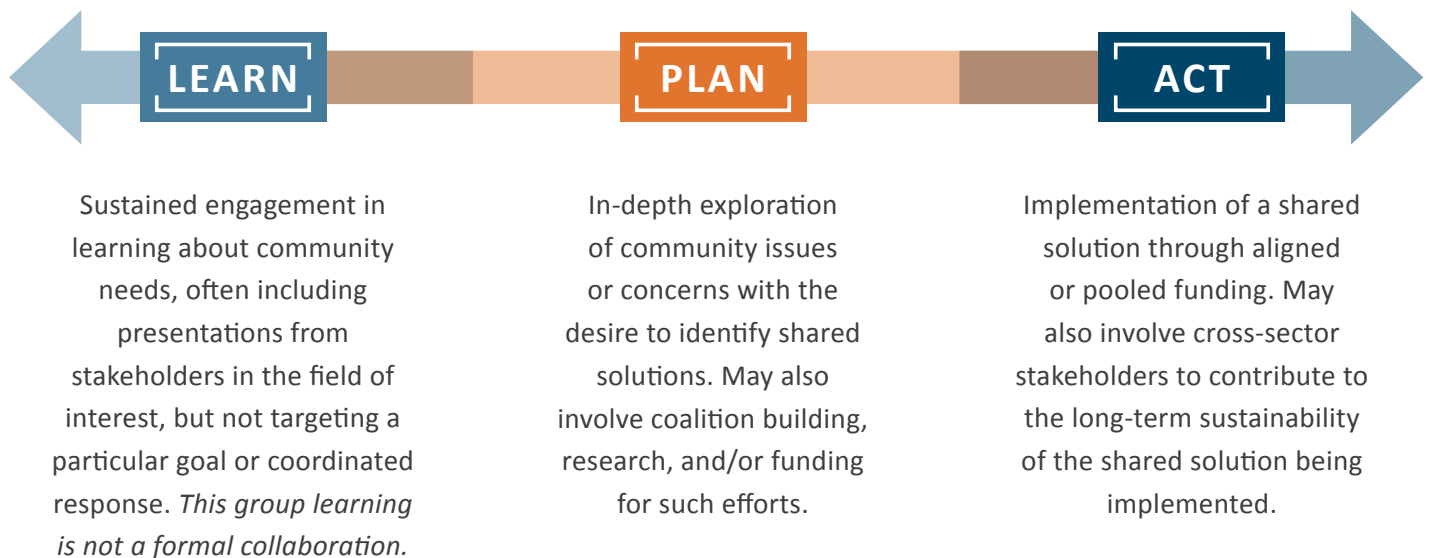 LEARN
Sustained engagement in
learning about community
needs, often including
presentations from
stakeholders in the field of
interest, but not targeting a
particular goal or coordinated
response. This group learning
is not a formal collaboration.
PLAN
In-depth exploration
of community issues
or concerns with the
desire to identify shared
solutions. May also
involve coalition building,
research, and/or funding
for such efforts.
ACT
Implementation of a shared
solution through aligned
or pooled funding. May
also involve cross-sector
stakeholders to contribute to
the long-term sustainability
of the shared solution being
implemented.